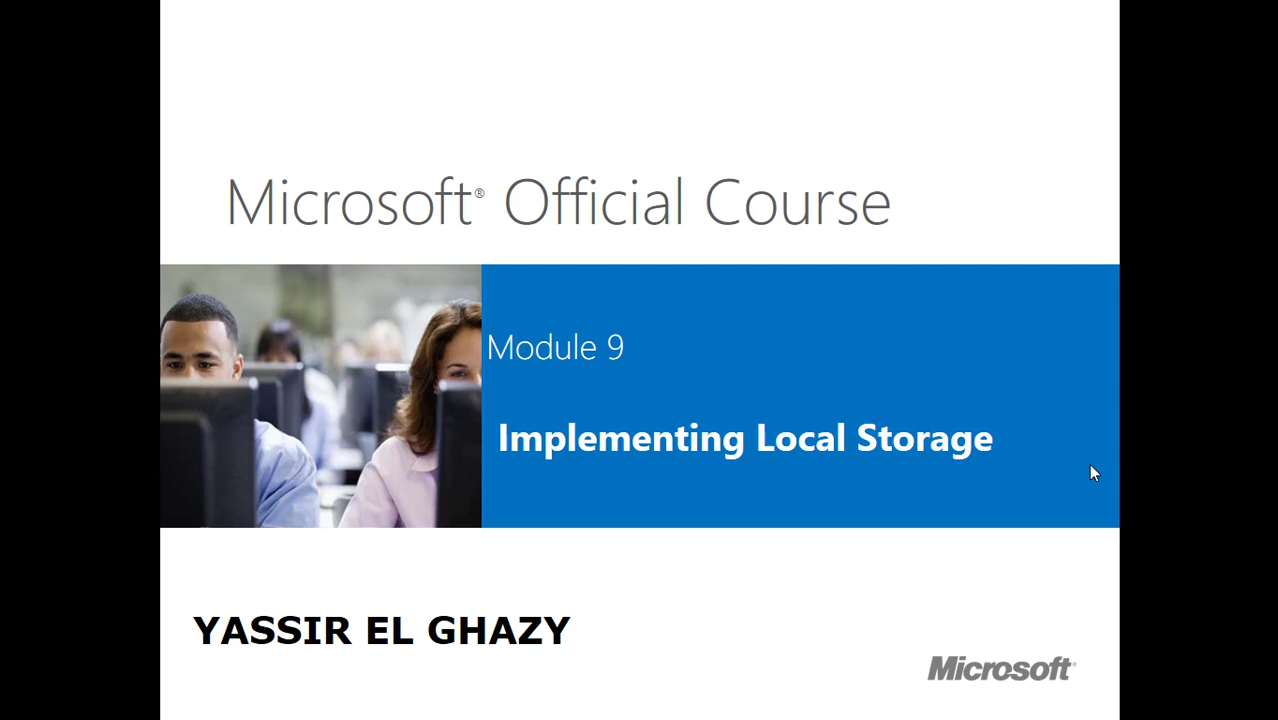 Microsoft® Official Course
Module 9
Implementing Local Storage
YASSIR EL GHAZY
Microsoft®